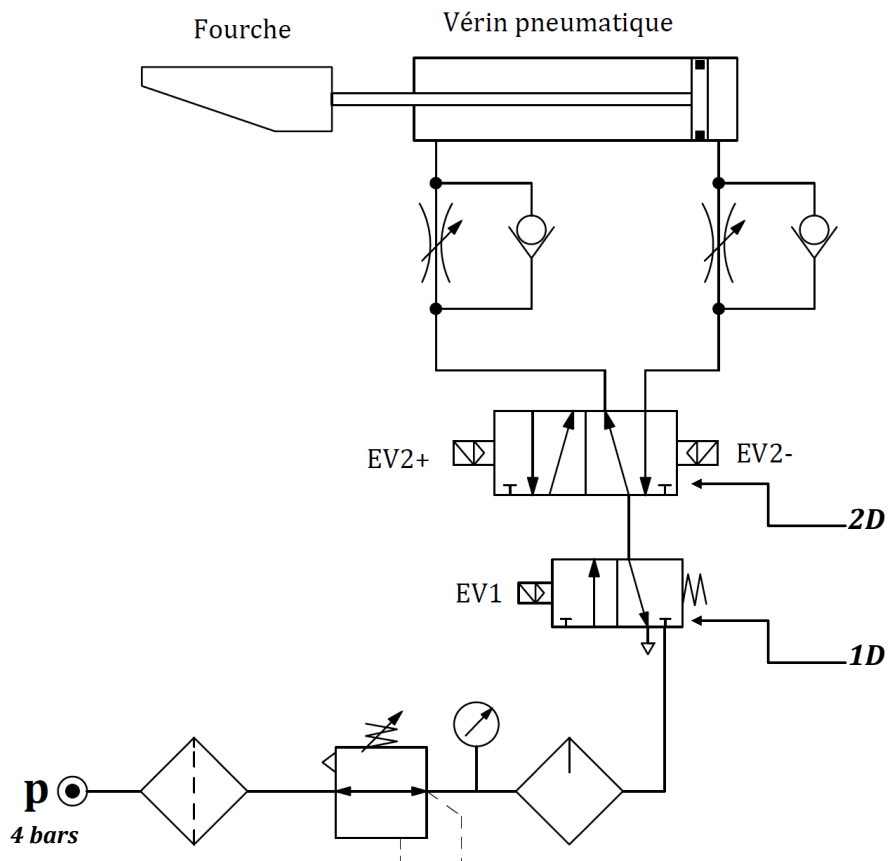 Fourche
Vérin pneumatique
EV2+
EV2-
2D
EV1
1D
p
4 bars